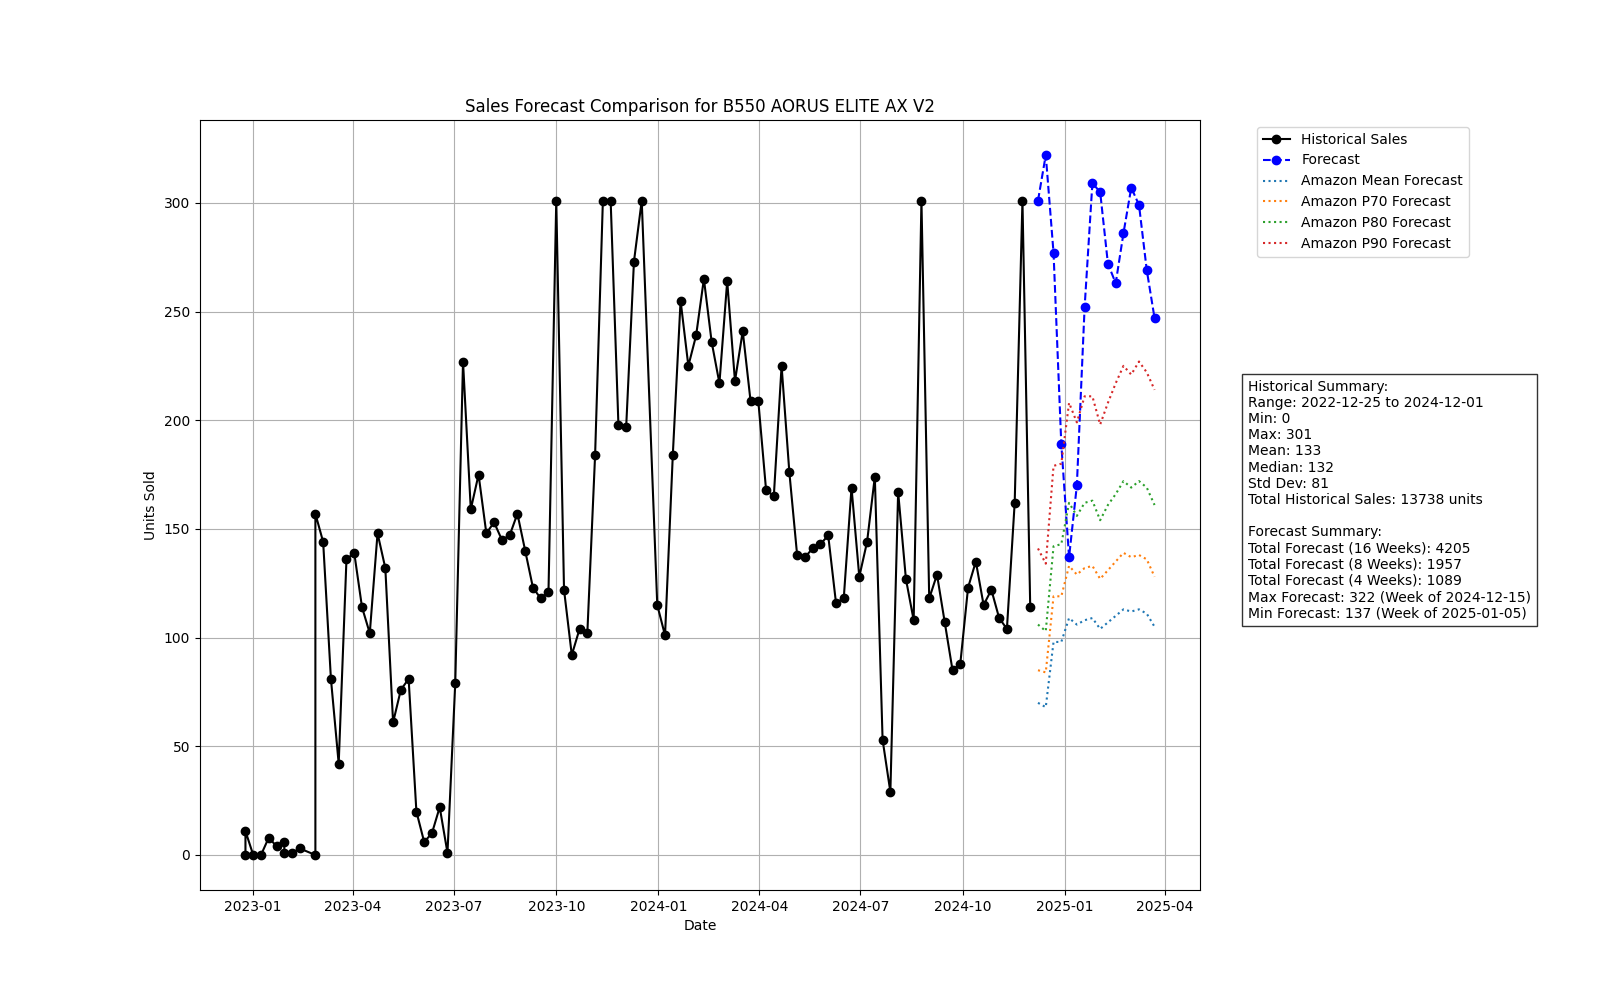 Sales Forecast Comparison for B550 AORUS ELITE AX V2
Historical Sales
Forecast
Amazon Mean Forecast
Amazon P70 Forecast
Amazon P80 Forecast
Amazon P90 Forecast
300
250
200
150
100
50
0
Units Sold
Historical Summary:
Range: 2022-12-25 to 2024-12-01
Min: 0
Max: 301
Mean: 133
Median: 132
Std Dev: 81
Total Historical Sales: 13738 units
Forecast Summary:
Total Forecast (16 Weeks): 4205
Total Forecast (8 Weeks): 1957
Total Forecast (4 Weeks): 1089
Max Forecast: 322 (Week of 2024-12-15)
Min Forecast: 137 (Week of 2025-01-05)
2023-01 2023-04 2023-07 2023-10 2024-01 2024-04 2024-07 2024-10 2025-01 2025-04
Date